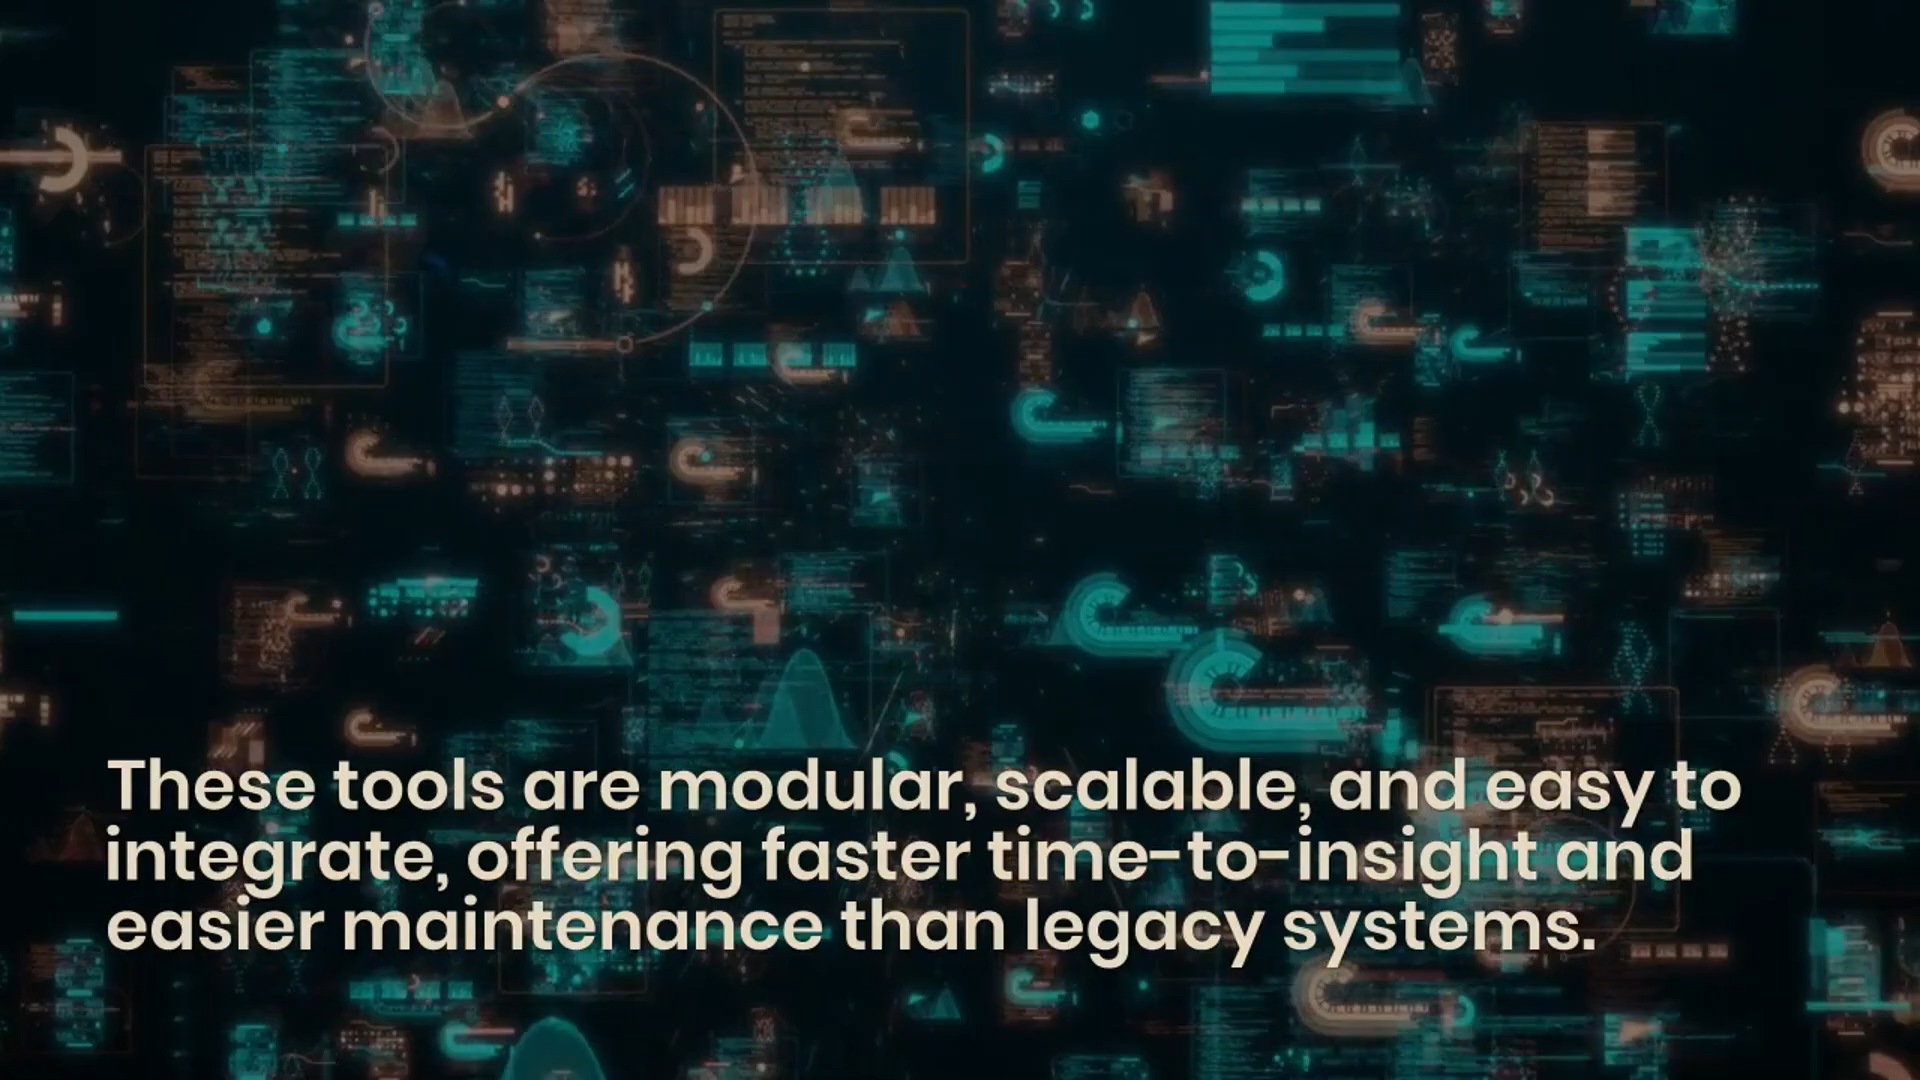 These tools are modular, scalable, and easy to
integrate, offering faster time-to-insight and
easier maintenance than legacy systems.